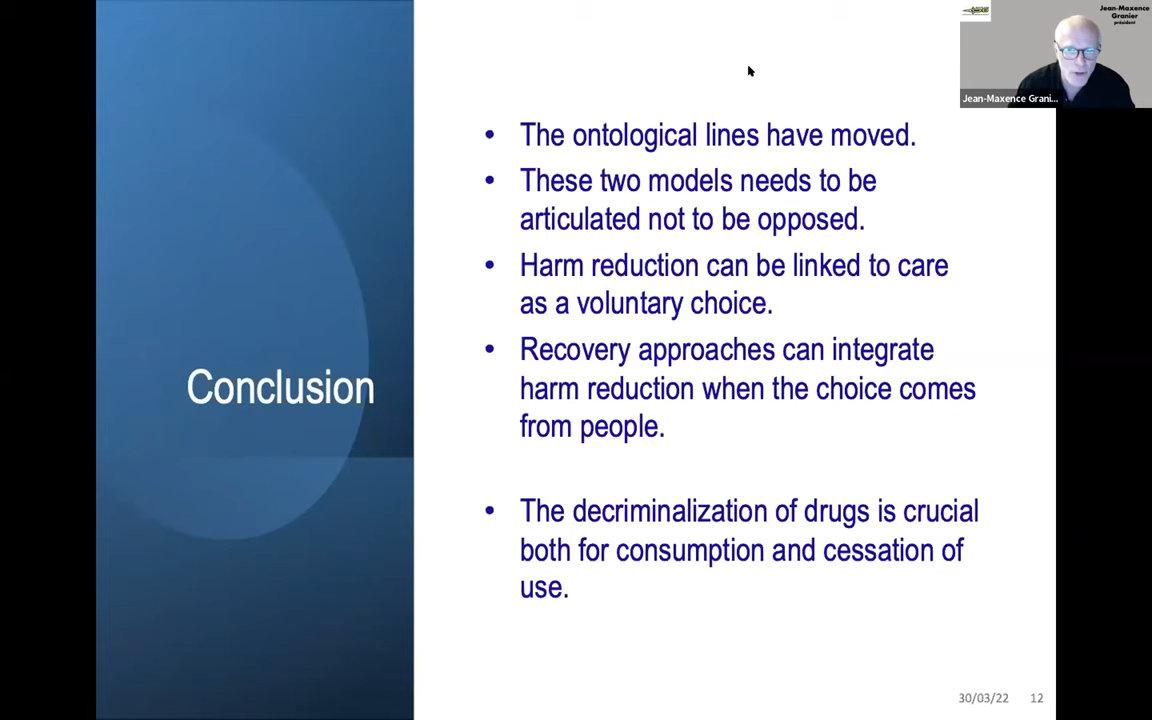 Jean-Maxence
Granier
président
Jean-Maxence Grani...
• The ontological lines have moved.
• These two models needs to be
articulated not to be opposed.
• Harm reduction can be linked to care
as a voluntary choice.
• Recovery approaches can integrate
harm reduction when the choice comes
from people.
Conclusion
• The decriminalization of drugs is crucial
both for consumption and cessation of
use.
30/03/22 12